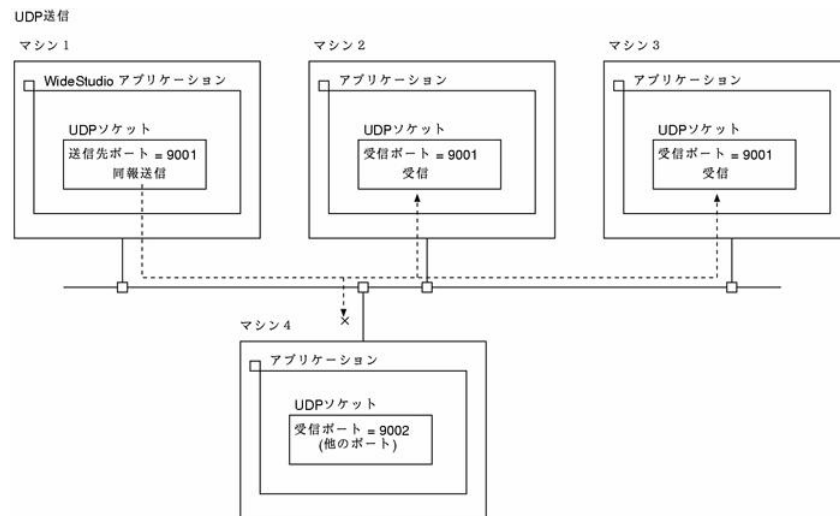 UDP送信
マシン1
WideStudio アプリケーション
UDPソケット
送信先ポート = 9001
同報送信
マシン2
アプリケーション
UDPソケット
受信ポート = 9001
受信
マシン3
アプリケーション
UDPソケット
受信ポート = 9001
受信
×
マシン4
アプリケーション
UDPソケット
受信ポート = 9002
(他のポート)